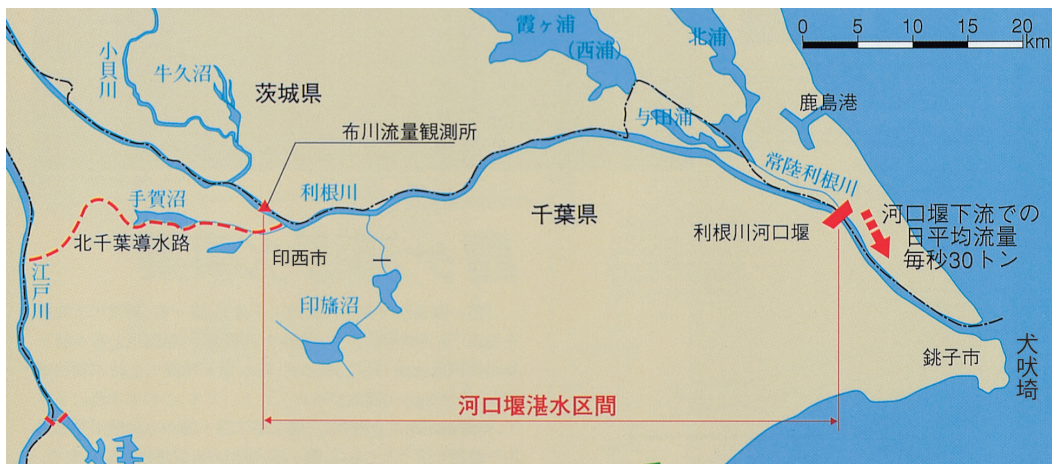 霞ヶ浦
(西浦)
北浦
0 5 10 15 20
km
小貝川
牛久沼
茨城県
鹿島港
与田浦
布川流量観測所
常陸利根川
手賀沼
利根川
千葉県
河口堰下流での
日平均流量
毎秒30トン
利根川河口堰
北千葉導水路
印西市
江戸川
印旛沼
銚子市
犬吠埼
河口堰湛水区間